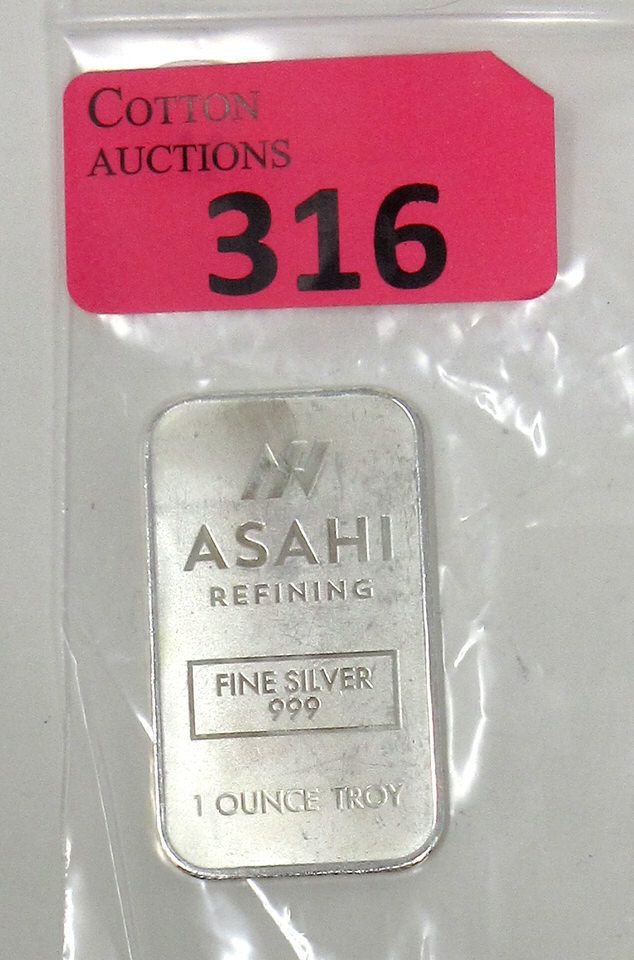 COTTON
AUCTIONS
316
ASAHI
REFINING
FINE SILVER
999
1 OUNCE TROY